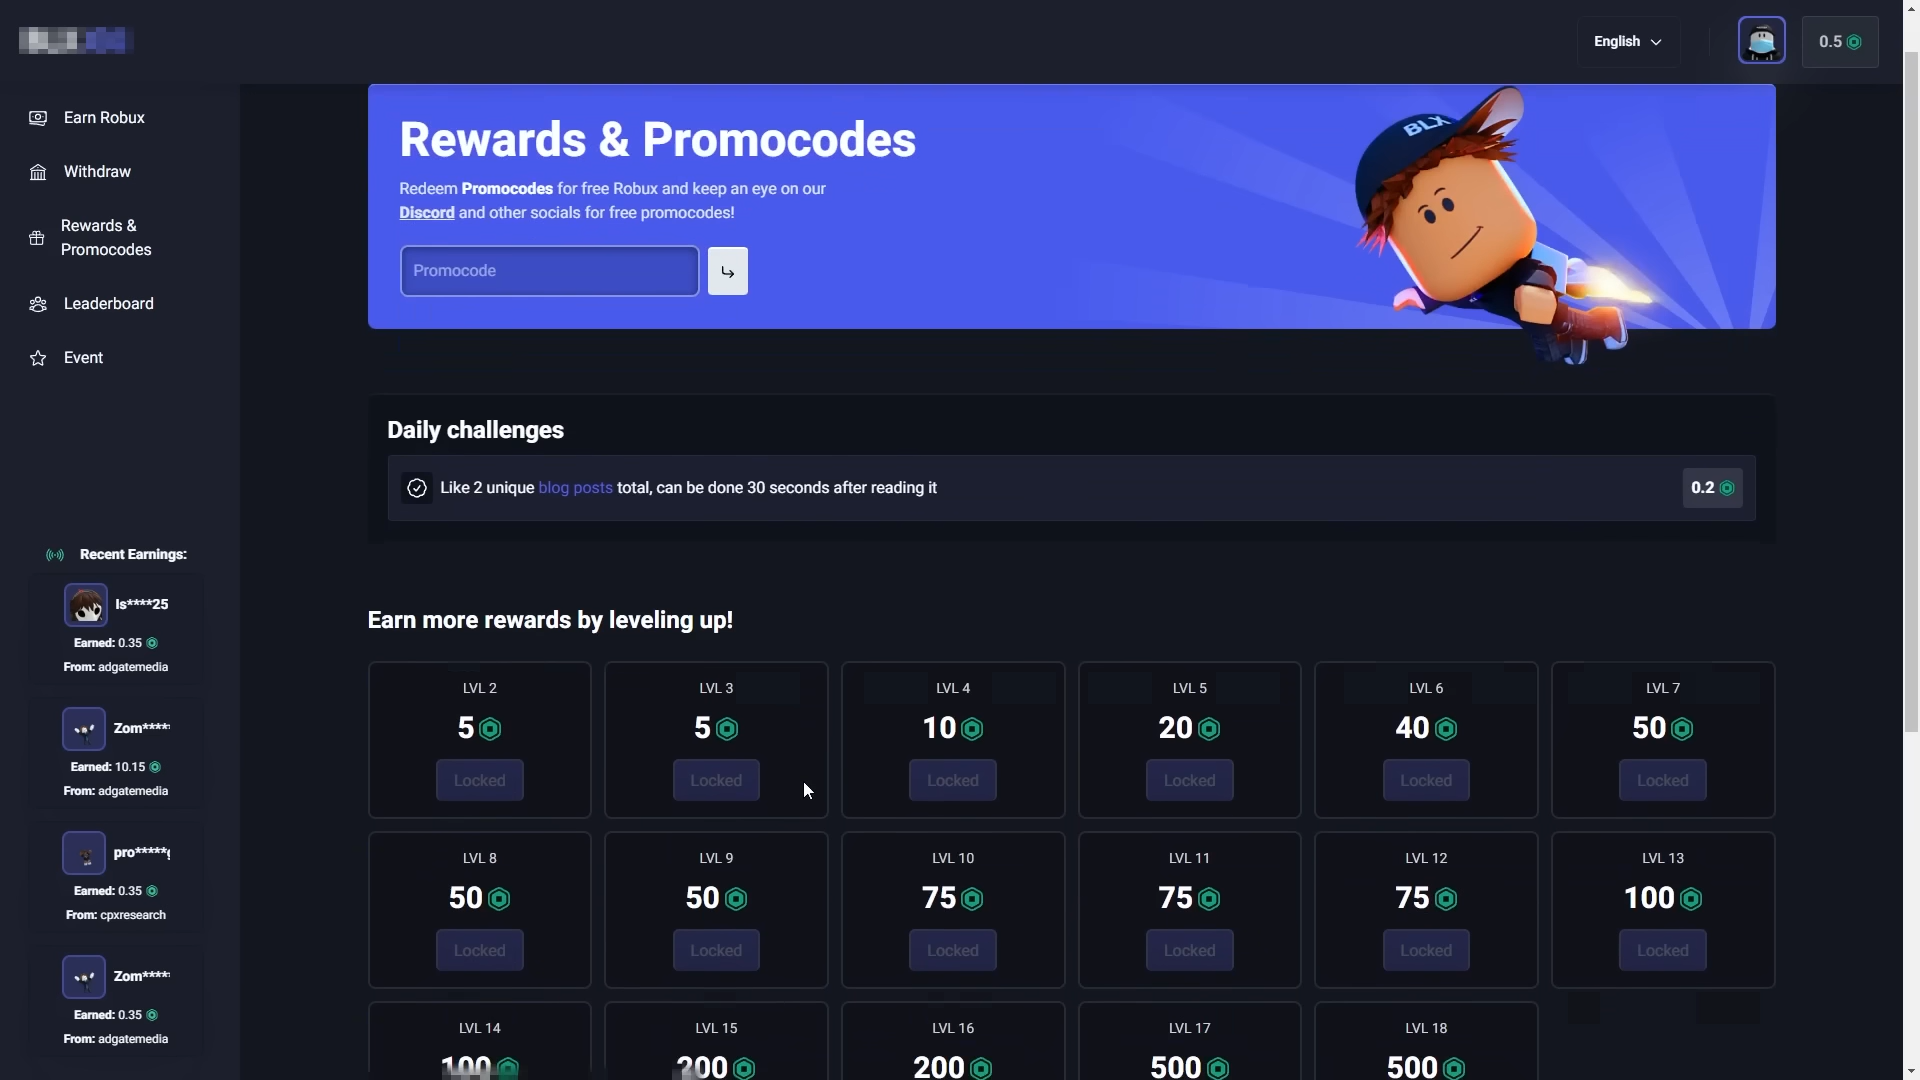 English
0.5
Earn Robux
Withdraw
Rewards &
Promocodes
Leaderboard
Event
Rewards & Promocodes
Redeem Promocodes for free Robux and keep an eye on our
Discord and other socials for free promocodes!
Promocode
BLX
Daily challenges
Like 2 unique blog posts total, can be done 30 seconds after reading it
0.2
Recent Earnings:
ls****25
Earned: 0.35
From: adgatemedia
Zom****
Earned: 10.15
From: adgatemedia
pro*****
Earned: 0.35
From: cpxresearch
Zom****
Earned: 0.35
From: adgatemedia
Earn more rewards by leveling up!
LVL 2
5
Locked
LVL 3
5
Locked
LVL 4
10
Locked
LVL 5
20
Locked
LVL 6
40
Locked
LVL 7
50
Locked
LVL 8
50
Locked
LVL 9
50
Locked
LVL 10
75
Locked
LVL 11
75
Locked
LVL 12
75
Locked
LVL 13
100
Locked
LVL 14
100
LVL 15
200
LVL 16
200
LVL 17
500
LVL 18
500